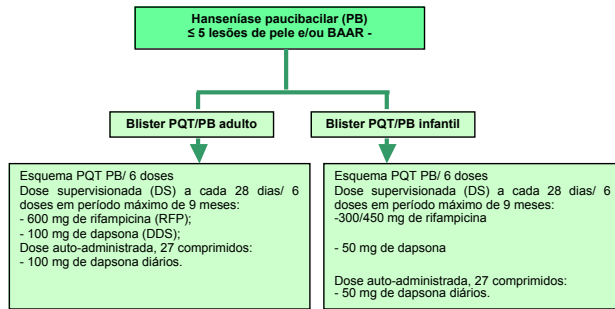 Hanseníase paucibacilar (PB)
≤ 5 lesões de pele e/ou BAAR -
Blister PQT/PB adulto
Blister PQT/PB infantil
Esquema PQT PB/ 6 doses
Dose supervisionada (DS) a cada 28 dias/ 6
doses em período máximo de 9 meses:
- 600 mg de rifampicina (RFP);
- 100 mg de dapsona (DDS);
Dose auto-administrada, 27 comprimidos:
- 100 mg de dapsona diários.
Esquema PQT PB/ 6 doses
Dose supervisionada (DS) a cada 28 dias/ 6
doses em período máximo de 9 meses:
-300/450 mg de rifampicina
- 50 mg de dapsona
Dose auto-administrada, 27 comprimidos:
- 50 mg de dapsona diários.